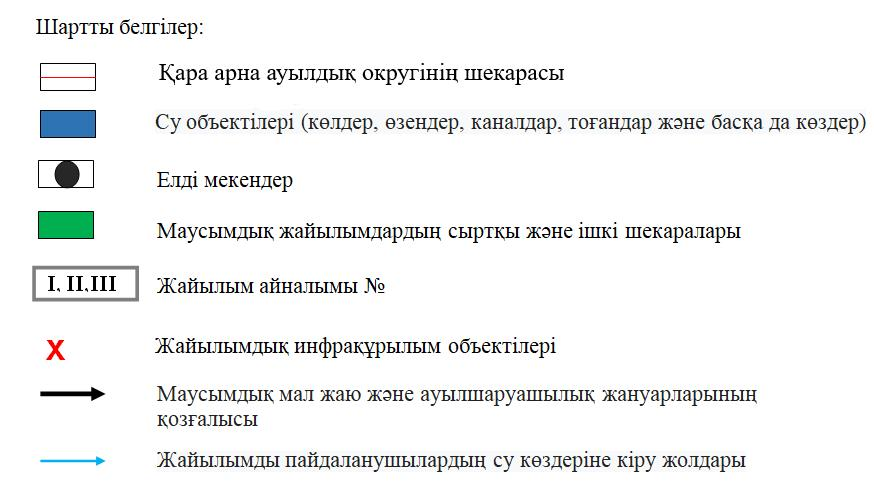 Шартты белгілер:
Қара арна ауылдық округінің шекарасы
Су объектілері (көлдер, өзендер, каналдар, тоғандар және басқа да көздер)
Елді мекендер
Маусымдық жайылымдардың сыртқы және ішкі шекаралары
I, II,III Жайылым айналымы №
X Жайылымдық инфрақұрылым объектілері
Маусымдық мал жаю және ауылшаруашылық жануарларының
қозғалысы
Жайылымды пайдаланушылардың су көздеріне кіру жолдары